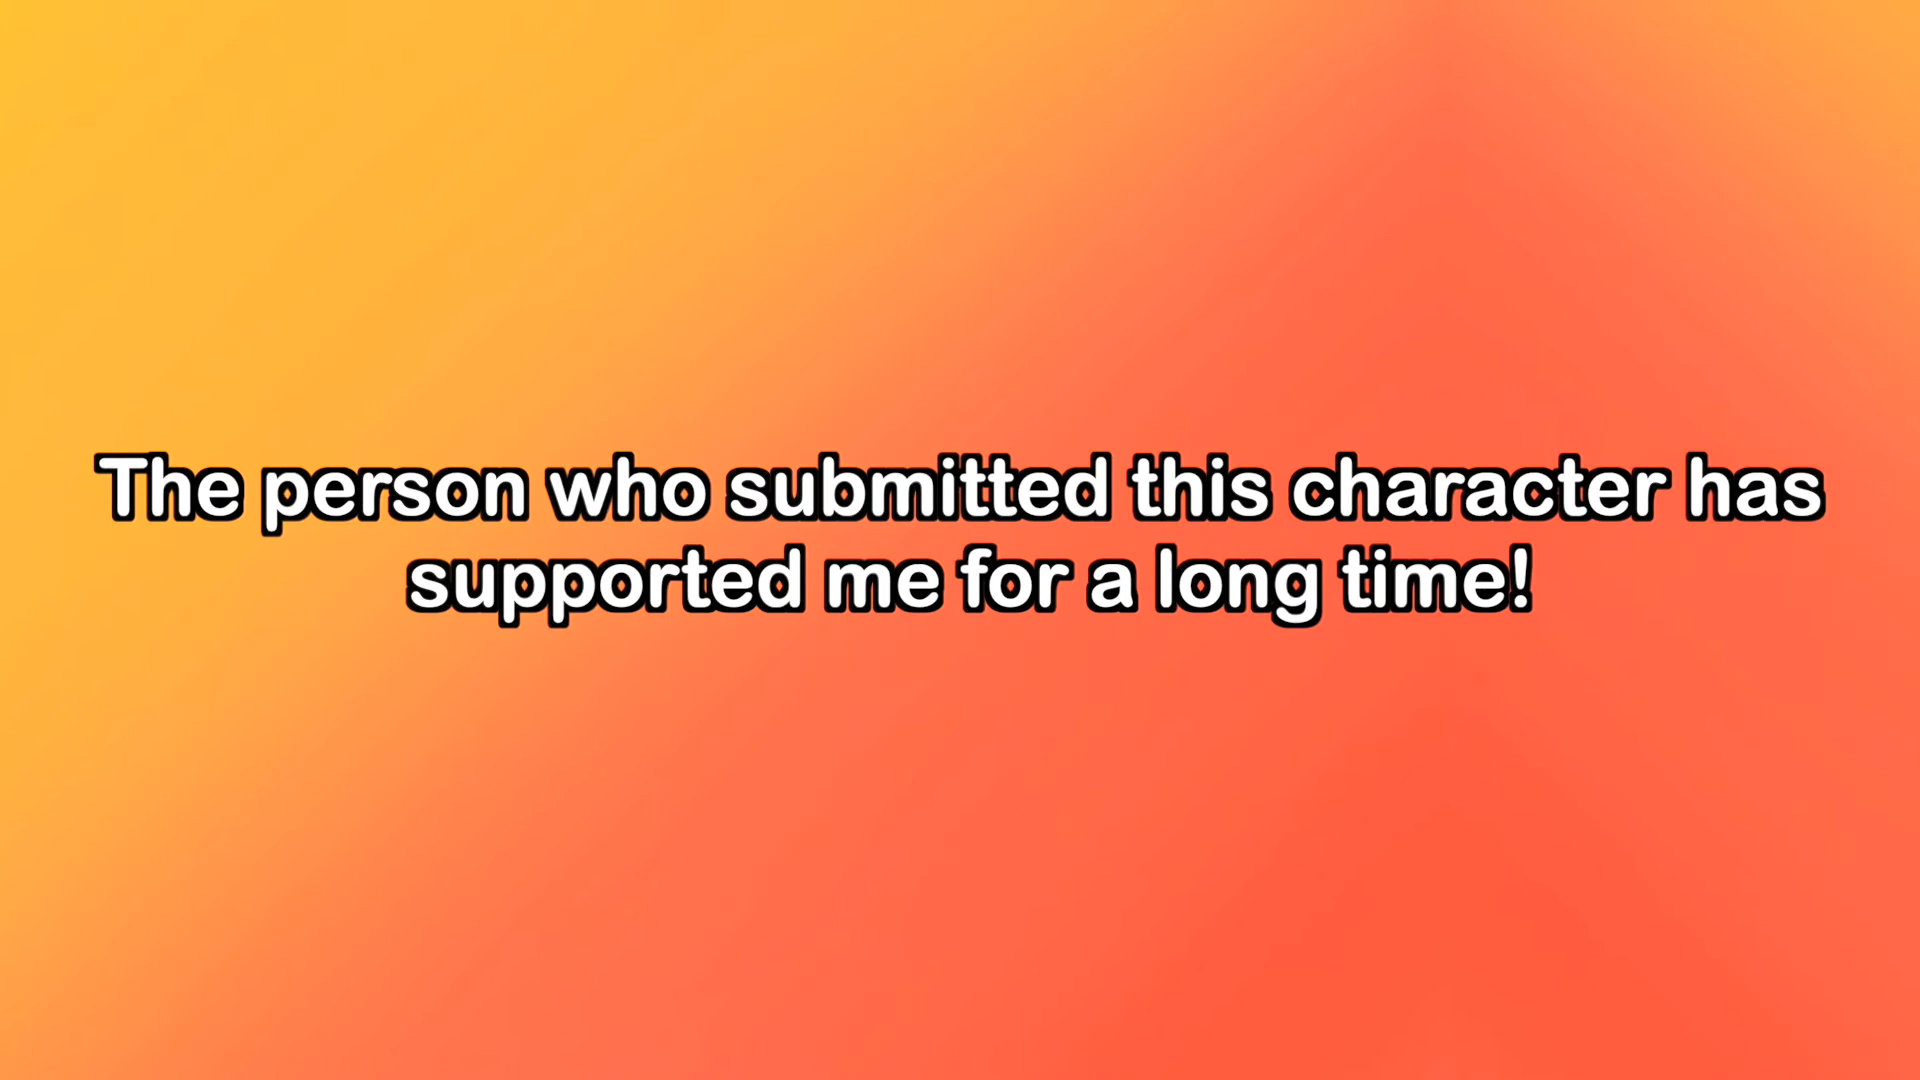 The person who submitted this character has
supported me for a long time!